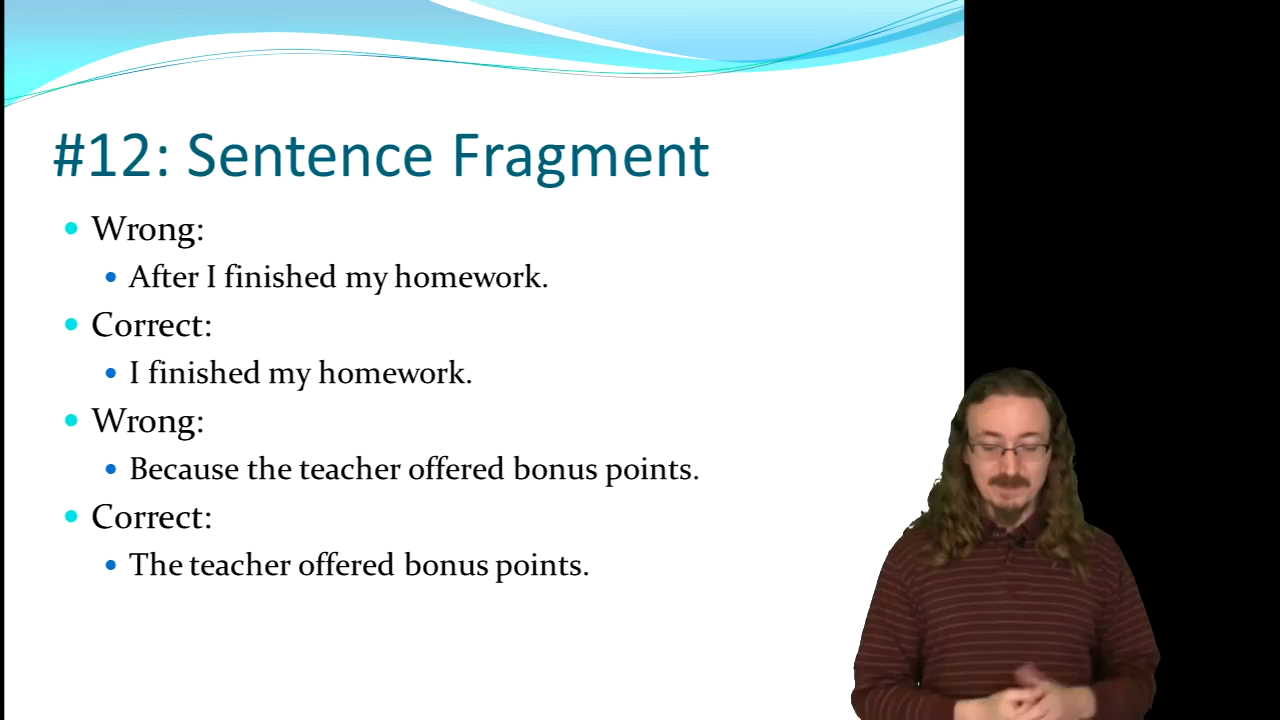 #12: Sentence Fragment
Wrong:
After I finished my homework.
Correct:
I finished my homework.
Wrong:
Because the teacher offered bonus points.
Correct:
The teacher offered bonus points.